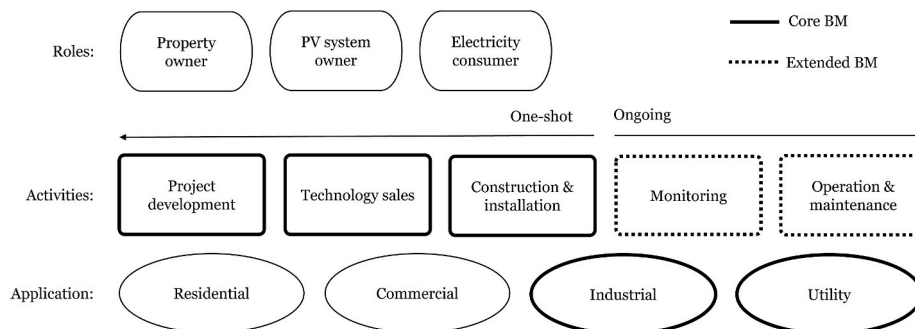 Roles:
Property
owner
PV system
owner
Electricity
consumer
Core BM
Extended BM
One-shot
Ongoing
Activities:
Project
development
Technology sales
Construction &
installation
Monitoring
Operation &
maintenance
Application:
Residential
Commercial
Industrial
Utility